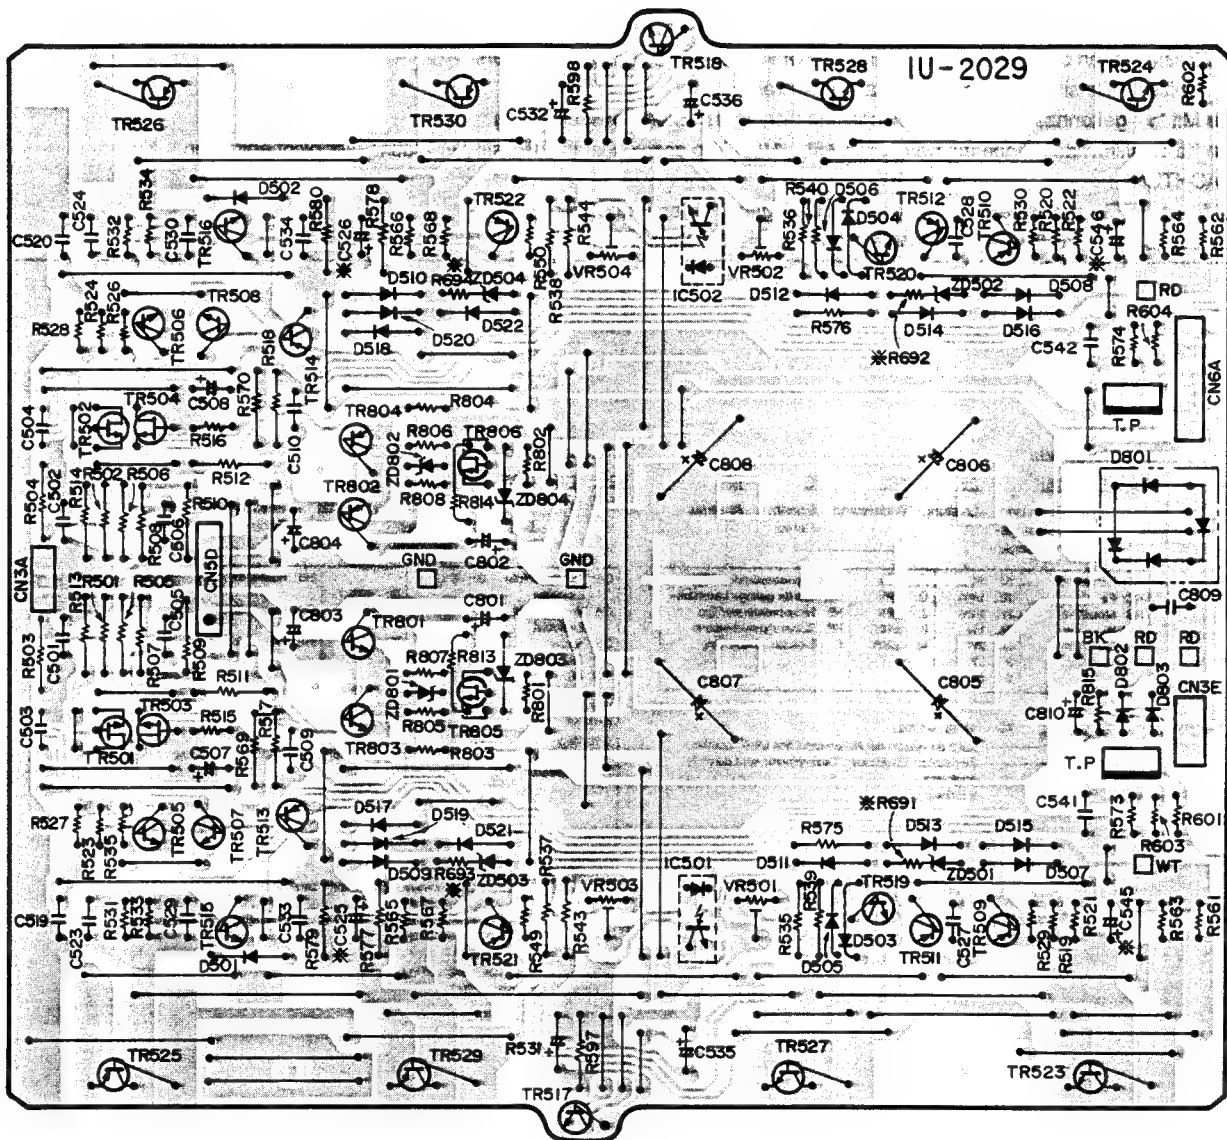 TR518
1U-2029
TR526
TR530
C532
R598
C536
TR528
TR524
R602
C520
C524
R532
R534
C530
TR516
D502
C534
R580
※C526
R578
R566
R568
TR522
R550
R544
R538
VR504
IC502
VR502
R536
R540
D506
D504
TR520
TR512
C528
TR510
R530
R520
R522
※C546
R564
R562
D510
※R694
ZD504
D522
D520
D518
D512
R576
※R692
ZD502
D514
D508
D516
RD
R528
R524
R526
TR506
TR508
R518
TR514
C542
R574
R604
CN6A
T.P
C504
TR502
TR504
C508
R516
R570
C510
R512
TR804
R804
R806
ZD802
R808
TR806
R802
R814
ZD804
TR802
C808
C806
D801
R504
C502
R514
R502
R506
R508
C506
R510
CN5D
C804
C802
GND
GND
CN3A
R513
R501
R505
R507
C505
R509
C803
C801
R503
C501
R511
TR801
R807
R813
ZD803
ZD801
R805
TR805
R801
R803
TR803
C807
C805
C809
BK
RD
RD
C810
R815
D802
D803
CN3E
T.P
C503
TR501
TR503
R515
C507
R569
R517
C509
R527
R523
R535
TR505
TR507
TR513
D517
D519
D521
D509
R693
※
ZD503
R537
IC501
VR503
VR501
D511
R575
※R691
D513
D515
ZD501
D507
C541
R573
R603
R601
WT
C519
C523
R531
R533
C529
TR515
D501
C533
R579
※C525
R577
R565
R567
TR521
R549
R543
R535
R539
D505
D503
TR519
TR511
C527
TR509
R529
R519
R521
※C545
R563
R561
TR525
TR529
R531
R597
C535
TR517
TR527
TR523